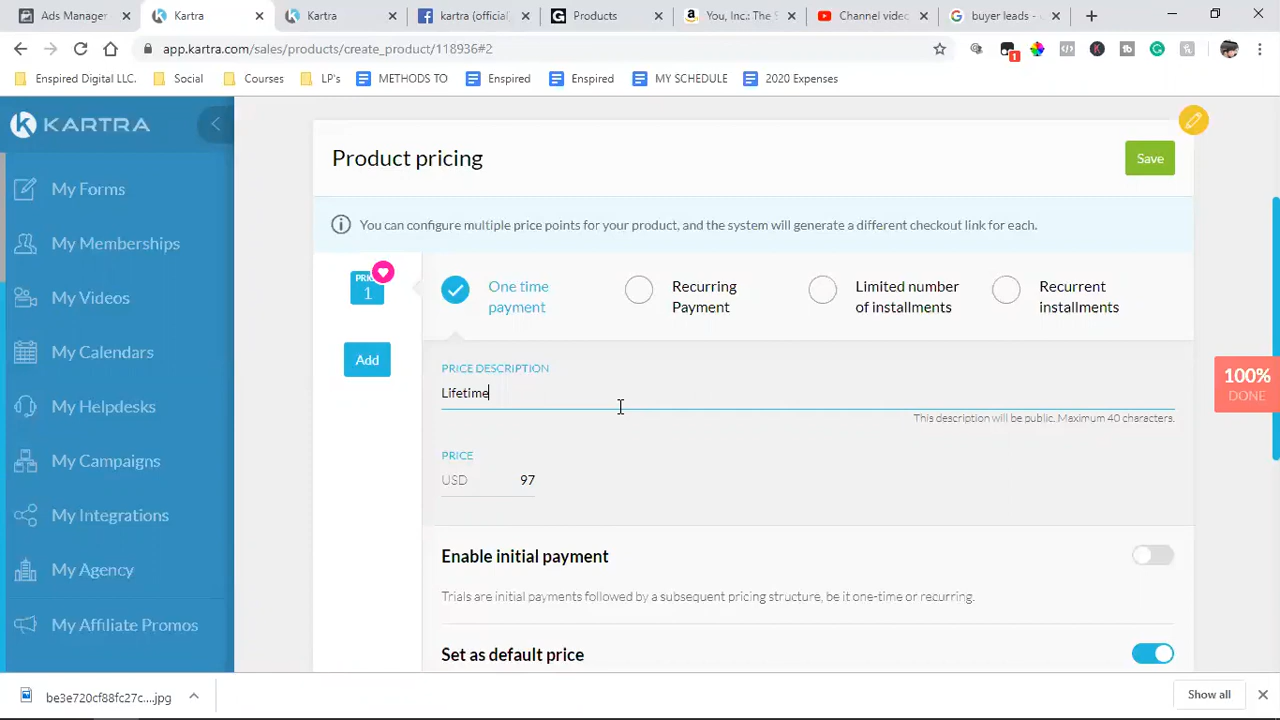 Ads Manager
Kartra
Kartra
kartra (official
Products
You, Inc.: The S
Channel video
buyer leads -
app.kartra.com/sales/products/create_product/118936#2
1
Enspired Digital LLC.
Social
Courses
LP's
METHODS TO
Enspired
Enspired
MY SCHEDULE
2020 Expenses
KARTRA
My Forms
My Memberships
My Videos
My Calendars
My Helpdesks
My Campaigns
My Integrations
My Agency
My Affiliate Promos
Product pricing
Save
You can configure multiple price points for your product, and the system will generate a different checkout link for each.
1
Add
One time
payment
Recurring
Payment
Limited number
of installments
Recurrent
installments
PRICE DESCRIPTION
Lifetime
This description will be public. Maximum 40 characters.
PRICE
USD 97
100%
DONE
Enable initial payment
Trials are initial payments followed by a subsequent pricing structure, be it one-time or recurring.
Set as default price
be3e720cf88fc27c....jpg
Show all